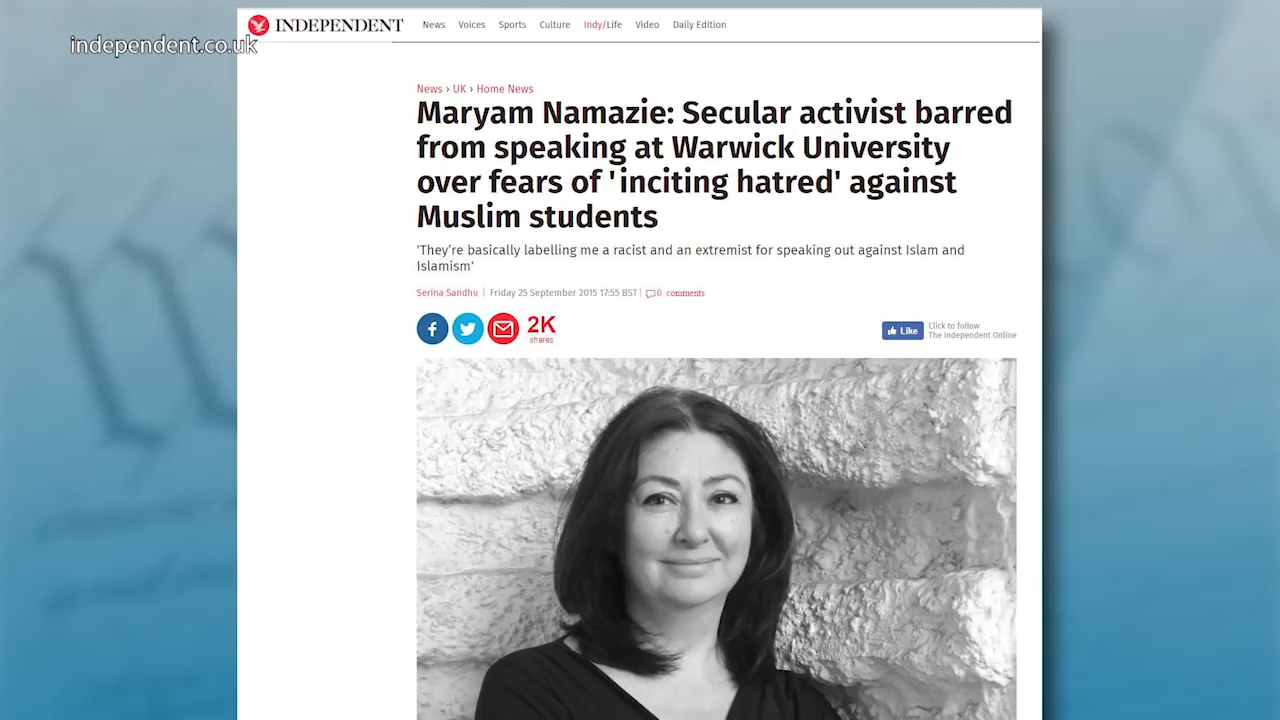 independent.co.uk
INDEPENDENT
News Voices Sports Culture Indy/Life Video Daily Edition
News › UK › Home News
Maryam Namazie: Secular activist barred
from speaking at Warwick University
over fears of 'inciting hatred' against
Muslim students
'They’re basically labelling me a racist and an extremist for speaking out against Islam and
Islamism'
Serina Sandhu | Friday 25 September 2015 17:55 BST | 0 comments
2K
shares
Like
Click to follow
The Independent Online